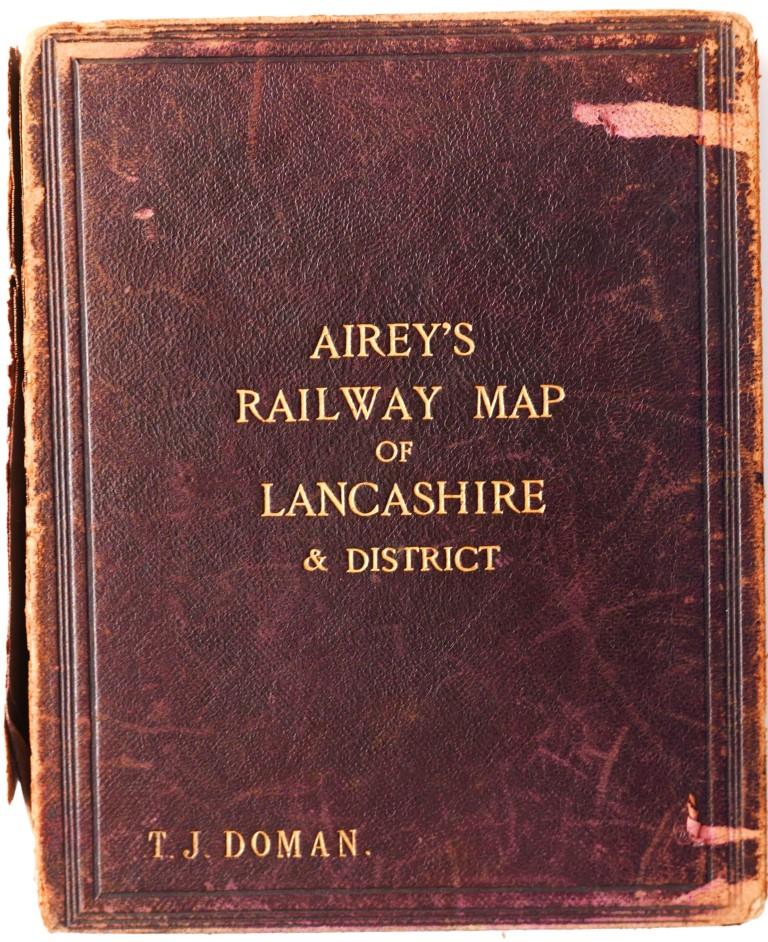 AIREY'S
RAILWAY MAP
OF
LANCASHIRE
& DISTRICT
T. J. DOMAN.